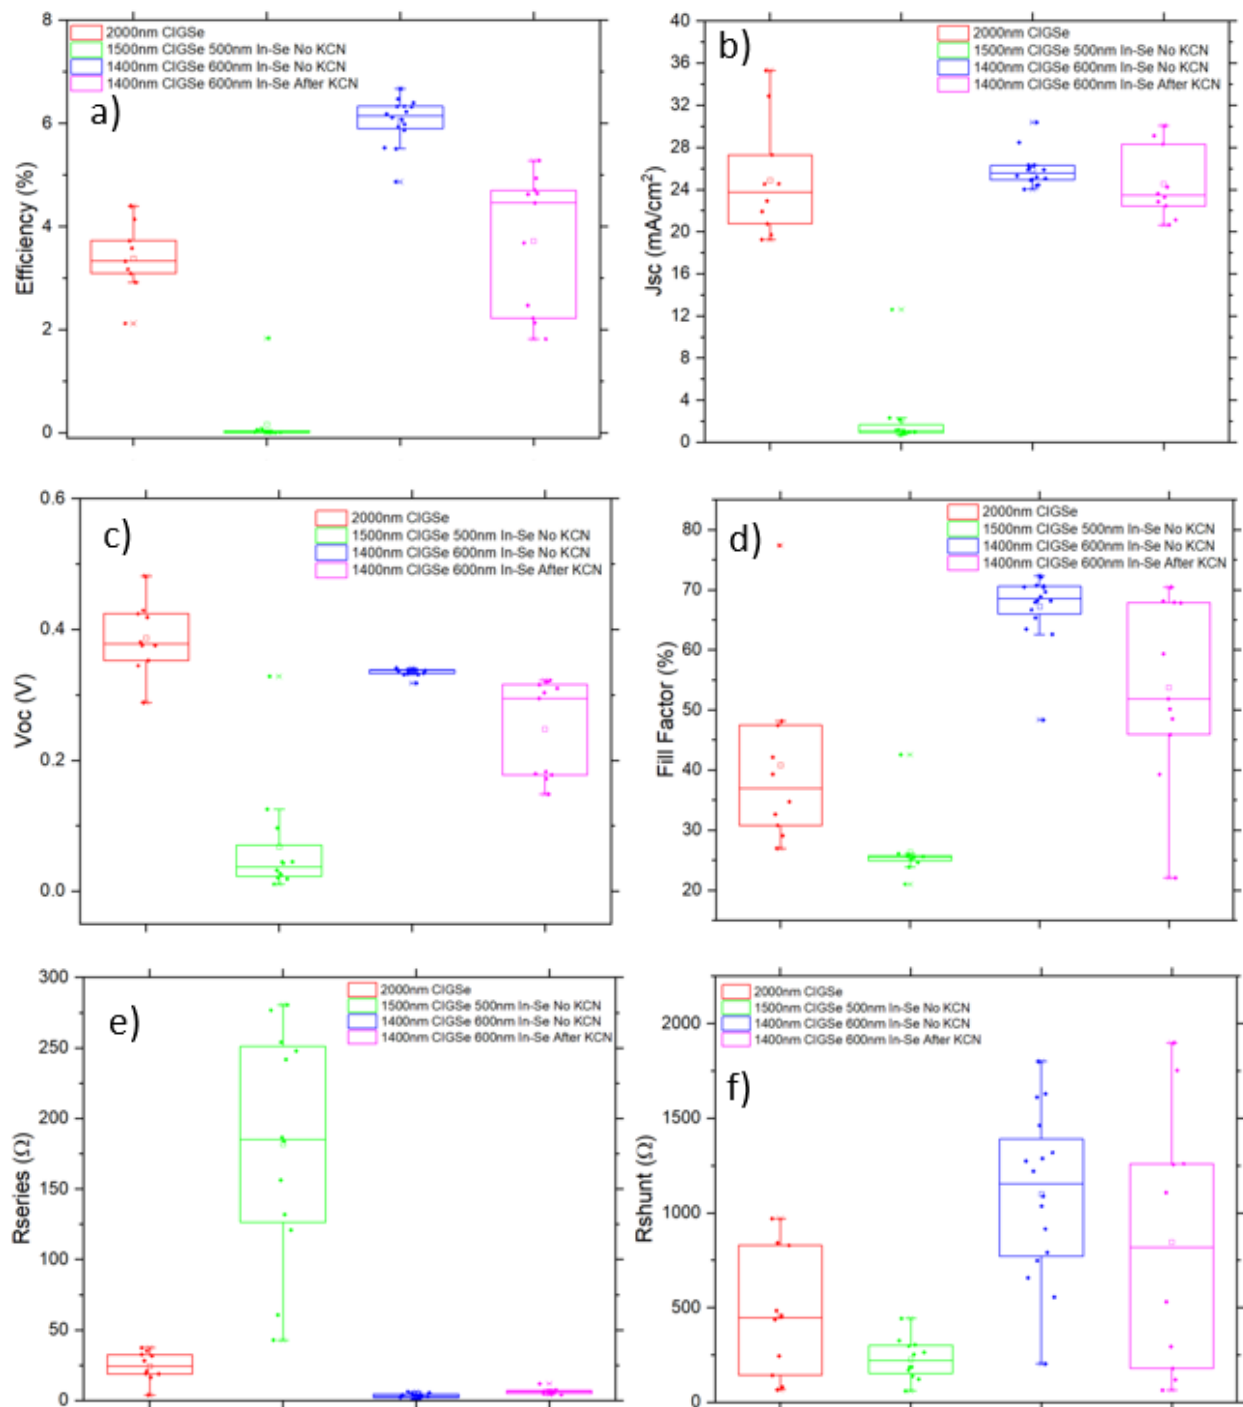 8
6
4
2
0
Efficiency (%)
2000nm CIGSe
1500nm CIGSe 500nm In-Se No KCN
1400nm CIGSe 600nm In-Se No KCN
1400nm CIGSe 600nm In-Se After KCN
a)
40
36
32
28
24
20
16
12
8
4
0
Jsc (mA/cm²)
b)
2000nm CIGSe
1500nm CIGSe 500nm In-Se No KCN
1400nm CIGSe 600nm In-Se No KCN
1400nm CIGSe 600nm In-Se After KCN
0.6
0.4
0.2
0.0
Voc (V)
c)
2000nm CIGSe
1500nm CIGSe 500nm In-Se No KCN
1400nm CIGSe 600nm In-Se No KCN
1400nm CIGSe 600nm In-Se After KCN
80
70
60
50
40
30
20
Fill Factor (%)
d)
2000nm CIGSe
1500nm CIGSe 500nm In-Se No KCN
1400nm CIGSe 600nm In-Se No KCN
1400nm CIGSe 600nm In-Se After KCN
300
250
200
150
100
50
0
Rseries (Ω)
e)
2000nm CIGSe
1500nm CIGSe 500nm In-Se No KCN
1400nm CIGSe 600nm In-Se No KCN
1400nm CIGSe 600nm In-Se After KCN
2000
1500
1000
500
0
Rshunt (Ω)
2000nm CIGSe
1500nm CIGSe 500nm In-Se No KCN
1400nm CIGSe 600nm In-Se No KCN
1400nm CIGSe 600nm In-Se After KCN
f)